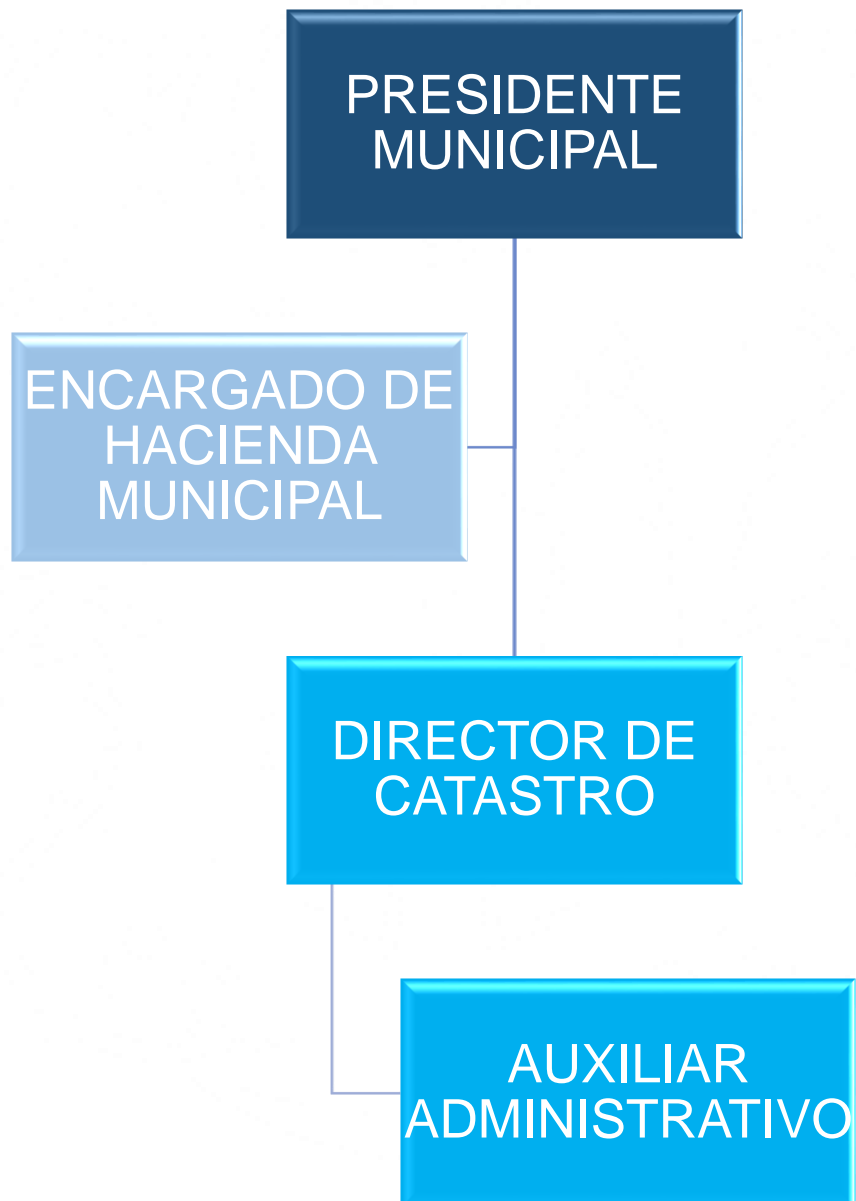 PRESIDENTE
MUNICIPAL
ENCARGADO DE
HACIENDA
MUNICIPAL
DIRECTOR DE
CATASTRO
AUXILIAR
ADMINISTRATIVO